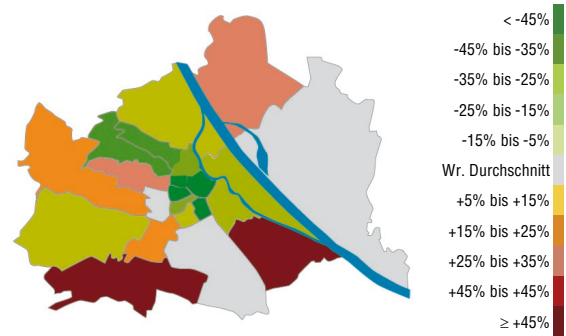 < -45%
-45% bis -35%
-35% bis -25%
-25% bis -15%
-15% bis -5%
Wr. Durchschnitt
+5% bis +15%
+15% bis +25%
+25% bis +35%
+45% bis +45%
≥ +45%